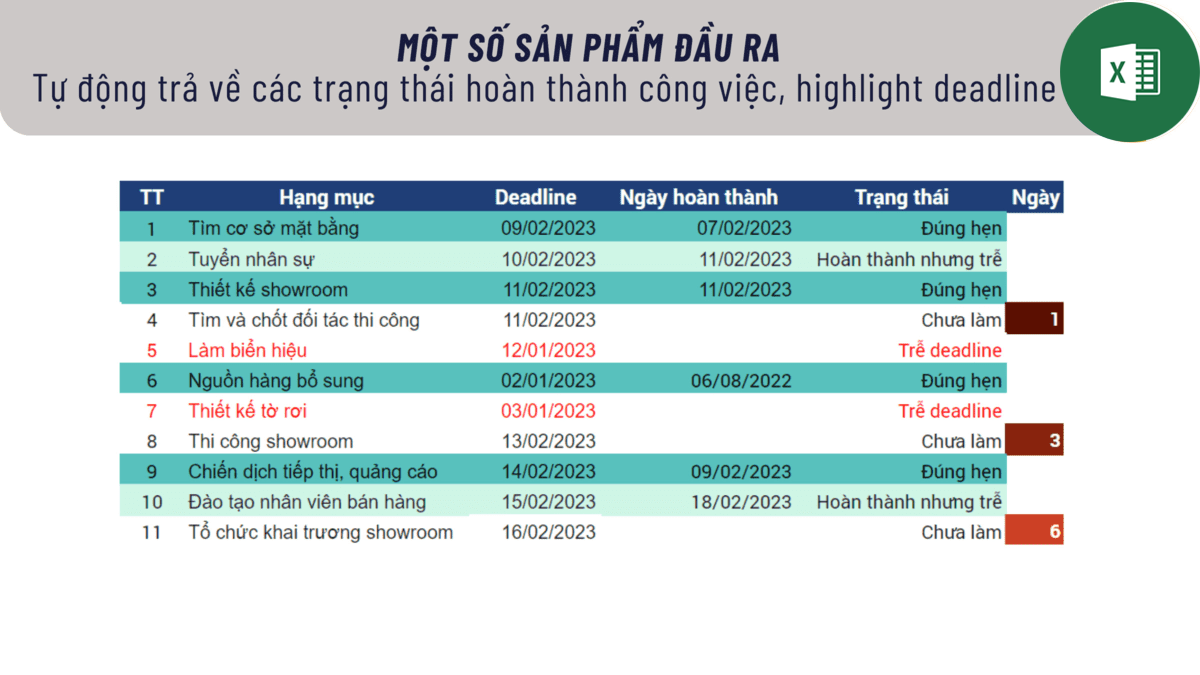 MỘT SỐ SẢN PHẨM ĐẦU RA
Tự động trả về các trạng thái hoàn thành công việc, highlight deadline
X
TT Hạng mục Deadline Ngày hoàn thành Trạng thái Ngày
1 Tìm cơ sở mặt bằng 09/02/2023 07/02/2023 Đúng hẹn
2 Tuyển nhân sự 10/02/2023 11/02/2023 Hoàn thành nhưng trễ
3 Thiết kế showroom 11/02/2023 11/02/2023 Đúng hẹn
4 Tìm và chốt đối tác thi công 11/02/2023 Chưa làm 1
5 Làm biển hiệu 12/01/2023 Trễ deadline
6 Nguồn hàng bổ sung 02/01/2023 06/08/2022 Đúng hẹn
7 Thiết kế tờ rơi 03/01/2023 Trễ deadline
8 Thi công showroom 13/02/2023 Chưa làm 3
9 Chiến dịch tiếp thị, quảng cáo 14/02/2023 09/02/2023 Đúng hẹn
10 Đào tạo nhân viên bán hàng 15/02/2023 18/02/2023 Hoàn thành nhưng trễ
11 Tổ chức khai trương showroom 16/02/2023 Chưa làm 6